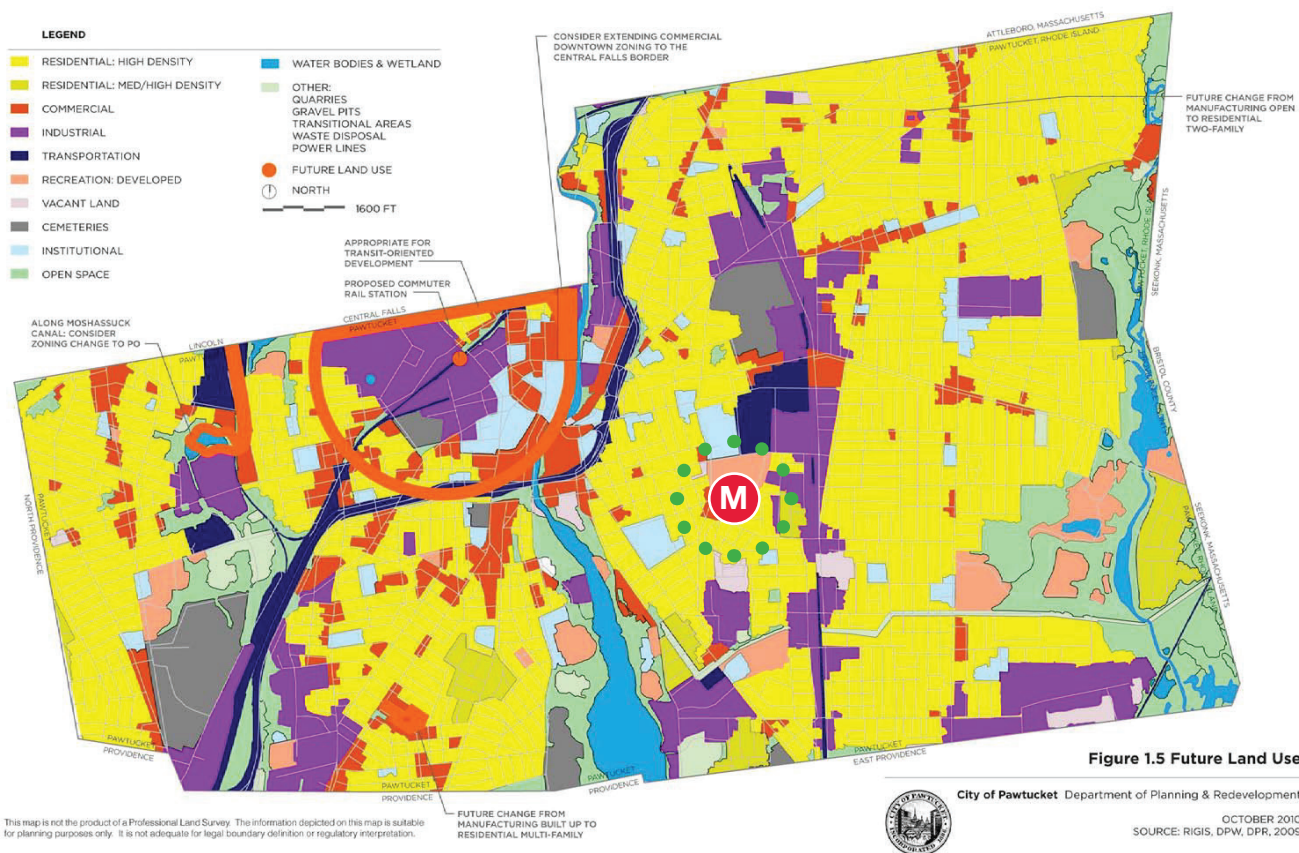 LEGEND
RESIDENTIAL: HIGH DENSITY
RESIDENTIAL: MED/HIGH DENSITY
COMMERCIAL
INDUSTRIAL
TRANSPORTATION
RECREATION: DEVELOPED
VACANT LAND
CEMETERIES
INSTITUTIONAL
OPEN SPACE
WATER BODIES & WETLAND
OTHER:
QUARRIES
GRAVEL PITS
TRANSITIONAL AREAS
WASTE DISPOSAL
POWER LINES
FUTURE LAND USE
NORTH
1600 FT
CONSIDER EXTENDING COMMERCIAL
DOWNTOWN ZONING TO THE
CENTRAL FALLS BORDER
ATTLEBORO, MASSACHUSETTS
PAWTUCKET, RHODE ISLAND
FUTURE CHANGE FROM
MANUFACTURING OPEN
TO RESIDENTIAL
TWO-FAMILY
APPROPRIATE FOR
TRANSIT-ORIENTED
DEVELOPMENT
PROPOSED COMMUTER
RAIL STATION
ALONG MOSHASSUCK
CANAL: CONSIDER
ZONING CHANGE TO PO
LINCOLN
CENTRAL FALLS
PAWTUCKET
SEEKONK, MASSACHUSETTS
BRISTOL COUNTY
M
PAWTUCKET
NORTH PROVIDENCE
SEEKONK, MASSACHUSETTS
PAWTUCKET
PROVIDENCE
PAWTUCKET
PROVIDENCE
PAWTUCKET
PROVIDENCE
PAWTUCKET
EAST PROVIDENCE
FUTURE CHANGE FROM
MANUFACTURING BUILT UP TO
RESIDENTIAL MULTI-FAMILY
This map is not the product of a Professional Land Survey. The information depicted on this map is suitable
for planning purposes only. It is not adequate for legal boundary definition or regulatory interpretation.
Figure 1.5 Future Land Use
City of Pawtucket Department of Planning & Redevelopment
OCTOBER 2010
SOURCE: RIGIS, DPW, DPR, 2009